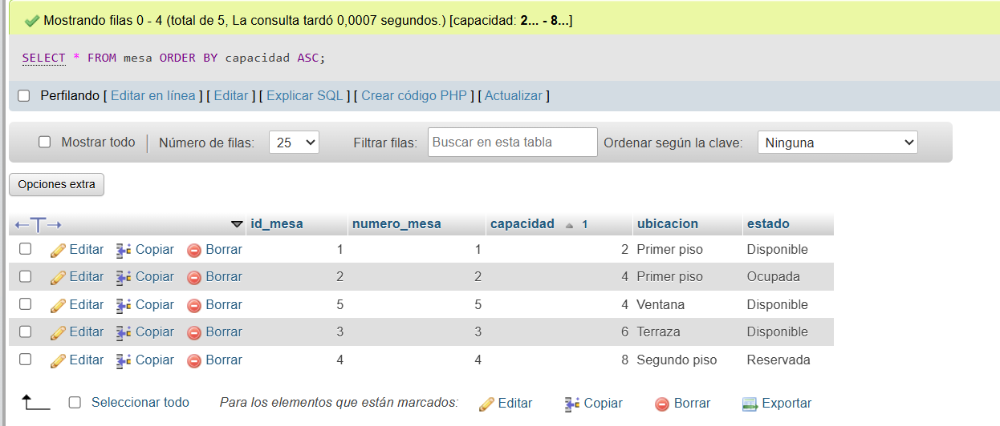 Mostrando filas 0 - 4 (total de 5, La consulta tardó 0,0007 segundos.) [capacidad: 2... - 8...]
SELECT * FROM mesa ORDER BY capacidad ASC;
Perfilando [ Editar en línea ] [ Editar ] [ Explicar SQL ] [ Crear código PHP ] [ Actualizar ]
Mostrar todo Número de filas: 25 Filtrar filas: Buscar en esta tabla Ordenar según la clave: Ninguna
Opciones extra
id_mesa numero_mesa capacidad 1 ubicacion estado
Editar Copiar Borrar 1 1 2 Primer piso Disponible
Editar Copiar Borrar 2 2 4 Primer piso Ocupada
Editar Copiar Borrar 5 5 4 Ventana Disponible
Editar Copiar Borrar 3 3 6 Terraza Disponible
Editar Copiar Borrar 4 4 8 Segundo piso Reservada
Seleccionar todo Para los elementos que están marcados: Editar Copiar Borrar Exportar